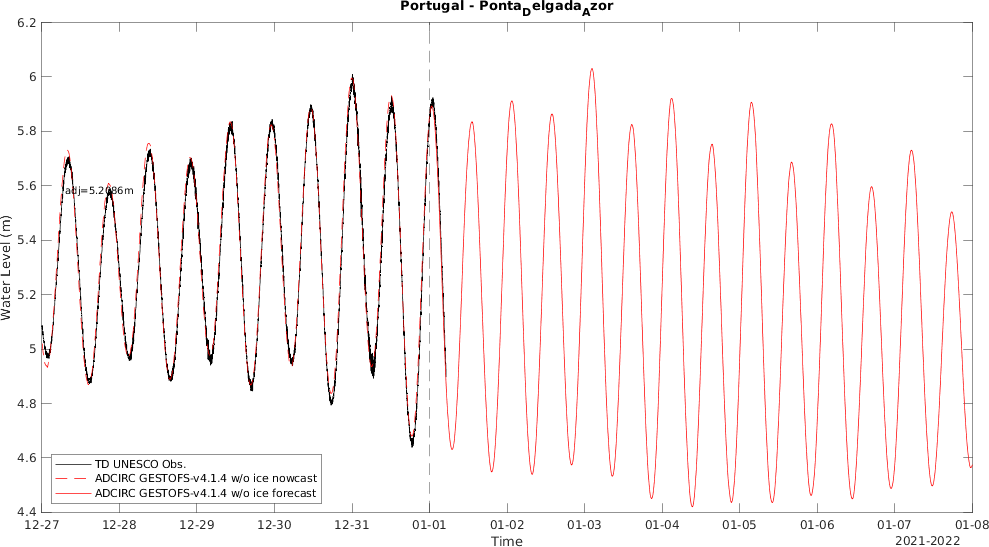 Portugal - PontaDelgadaAzor
6.2
6
5.8
5.6
5.4
5.2
5
4.8
4.6
4.4
Water Level (m)
adj=5.2086m
TD UNESCO Obs.
ADCIRC GESTOFS-v4.1.4 w/o ice nowcast
ADCIRC GESTOFS-v4.1.4 w/o ice forecast
12-27 12-28 12-29 12-30 12-31 01-01 01-02 01-03 01-04 01-05 01-06 01-07 01-08
Time
2021-2022